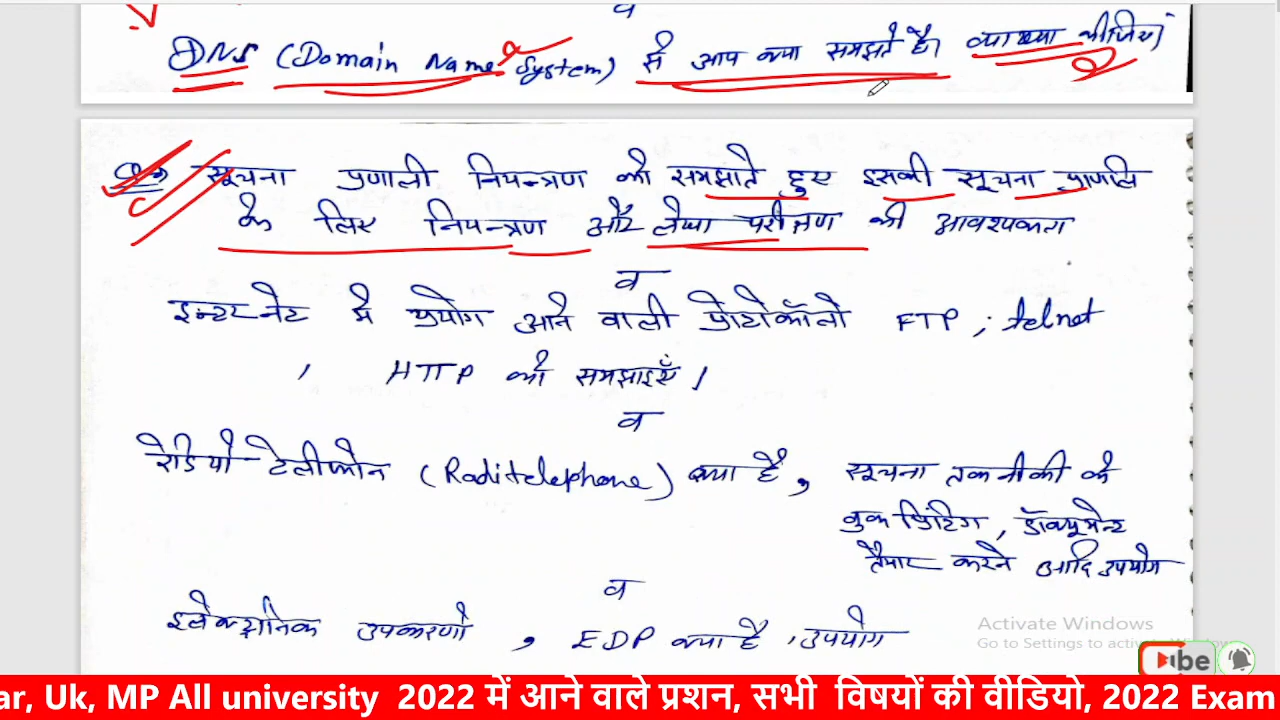 व
DNS (Domain Name System) से आप क्या समझते है। व्याख्या कीजिए
सूचना प्रणाली नियन्त्रण को समझाते हुए इसकी सूचना प्रणाली
के लिए नियन्त्रण और लेखा परीक्षण की आवश्यकता
व
इन्टरनेट मे प्रयोग आने वाली प्रोटोकॉलो FTP, telnet
, HTTP को समझाइएँ।
व
रेडियो टेलीफोन (Raditelephone) क्या है, सूचना तकनीकी के
बुक प्रिंटिग, डॉक्यूमेन्ट
तैयार करने आदि उपयोग
व
इलेक्ट्रानिक उपकरणो, EDP क्या है, उपयोग
Activate Windows
Go to Settings to activ
ibe
ar, Uk, MP All university 2022 में आने वाले प्रशन, सभी विषयों की वीडियो, 2022 Exam